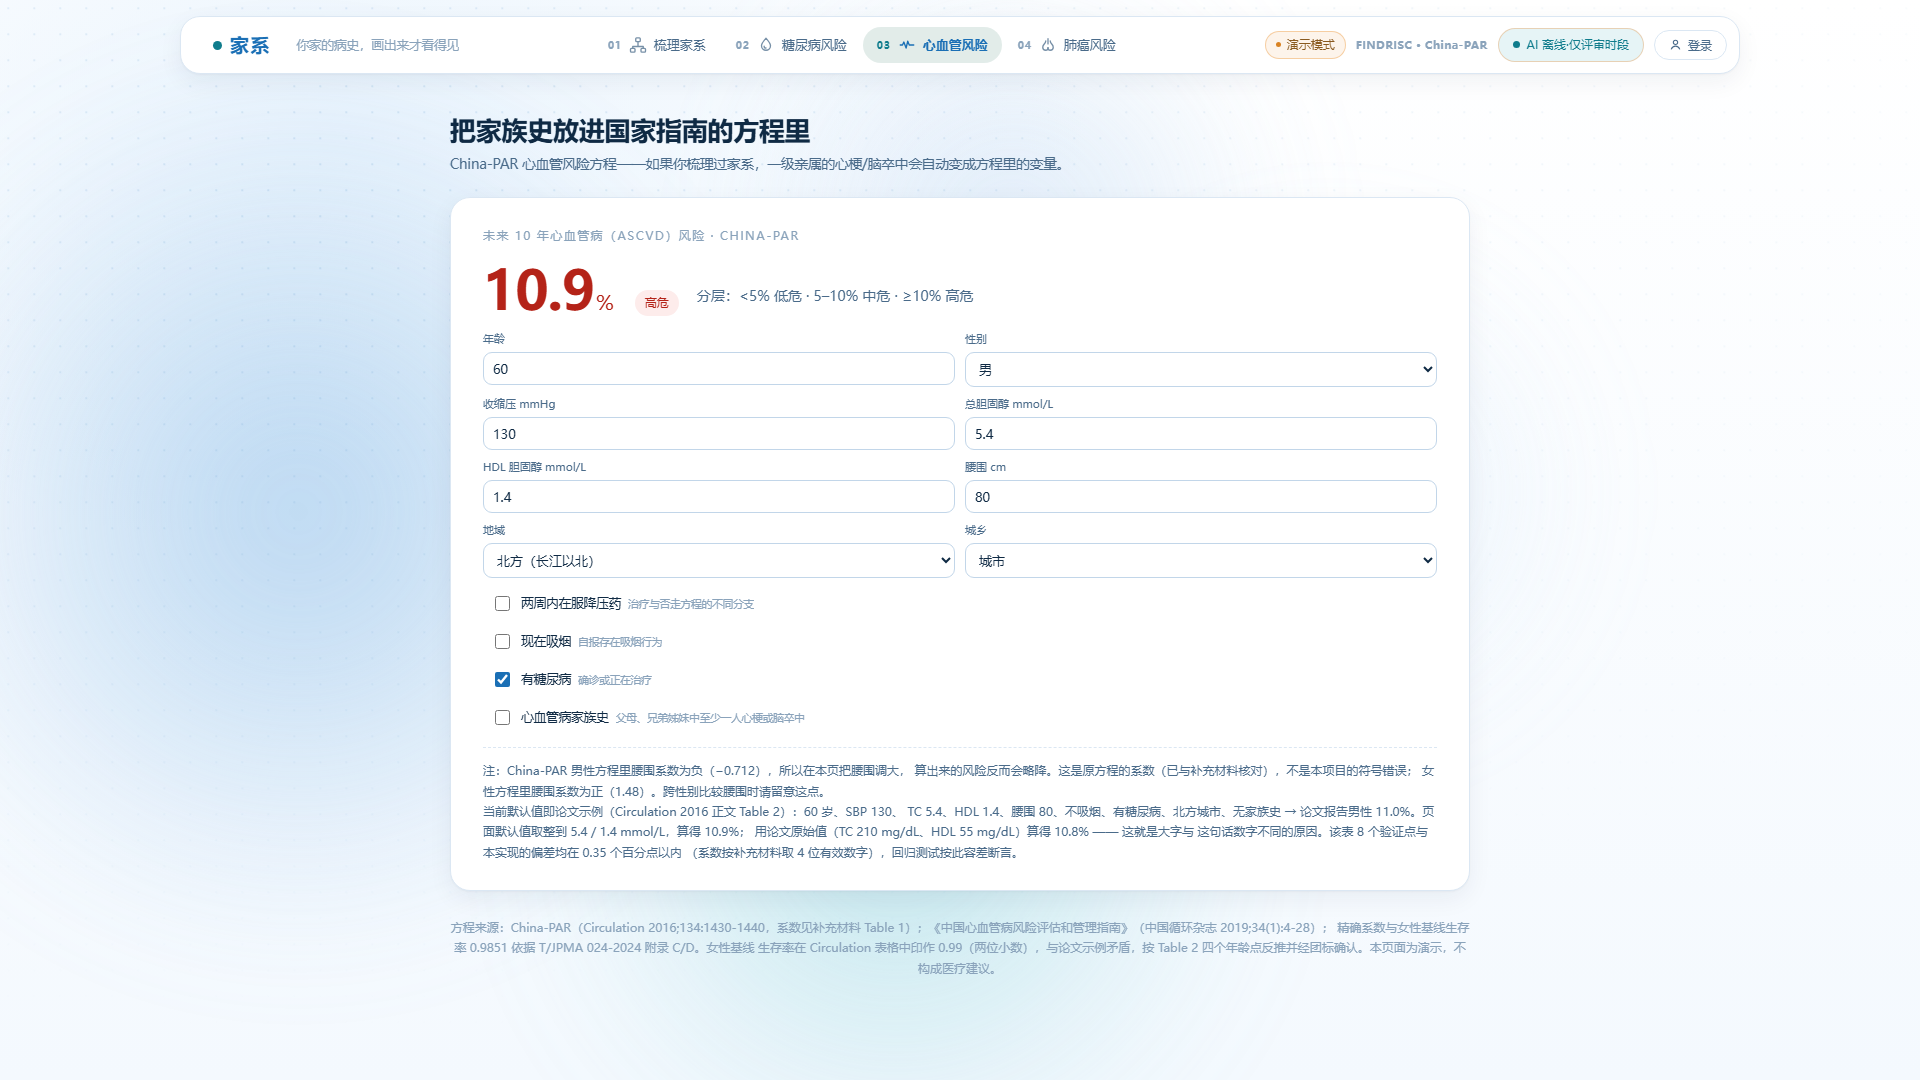 家系
你家的病史，画出来才看得见
01 梳理家系
02 糖尿病风险
03 心血管风险
04 肺癌风险
演示模式
FINDRISC • China-PAR
AI 离线·仅评审时段
登录
把家族史放进国家指南的方程里
China-PAR 心血管风险方程——如果你梳理过家系，一级亲属的心梗/脑卒中会自动变成方程里的变量。
未来 10 年心血管病（ASCVD）风险 · CHINA-PAR
10.9%
高危
分层：<5% 低危 · 5–10% 中危 · ≥10% 高危
年龄
60
性别
男
收缩压 mmHg
130
总胆固醇 mmol/L
5.4
HDL 胆固醇 mmol/L
1.4
腰围 cm
80
地域
北方（长江以北）
城乡
城市
两周内在服降压药 治疗与否走方程的不同分支
现在吸烟 自报存在吸烟行为
有糖尿病 确诊或正在治疗
心血管病家族史 父母、兄弟姊妹中至少一人心梗或脑卒中
注：China-PAR 男性方程里腰围系数为负（−0.712），所以在本页把腰围调大， 算出来的风险反而会略降。这是原方程的系数（已与补充材料核对），不是本项目的符号错误； 女
性方程里腰围系数为正（1.48）。跨性别比较腰围时请留意这点。
当前默认值即论文示例（Circulation 2016 正文 Table 2）：60 岁、SBP 130、 TC 5.4、HDL 1.4、腰围 80、不吸烟、有糖尿病、北方城市、无家族史 → 论文报告男性 11.0%。页
面默认值取整到 5.4 / 1.4 mmol/L，算得 10.9%； 用论文原始值（TC 210 mg/dL、HDL 55 mg/dL）算得 10.8% —— 这就是大字与 这句话数字不同的原因。该表 8 个验证点与
本实现的偏差均在 0.35 个百分点以内 （系数按补充材料取 4 位有效数字），回归测试按此容差断言。
方程来源：China-PAR（Circulation 2016;134:1430-1440，系数见补充材料 Table 1）；《中国心血管病风险评估和管理指南》（中国循环杂志 2019;34(1):4-28）； 精确系数与女性基线生存
率 0.9851 依据 T/JPMA 024-2024 附录 C/D。女性基线 生存率在 Circulation 表格中印作 0.99（两位小数），与论文示例矛盾，按 Table 2 四个年龄点反推并经团标确认。本页面为演示，不
构成医疗建议。